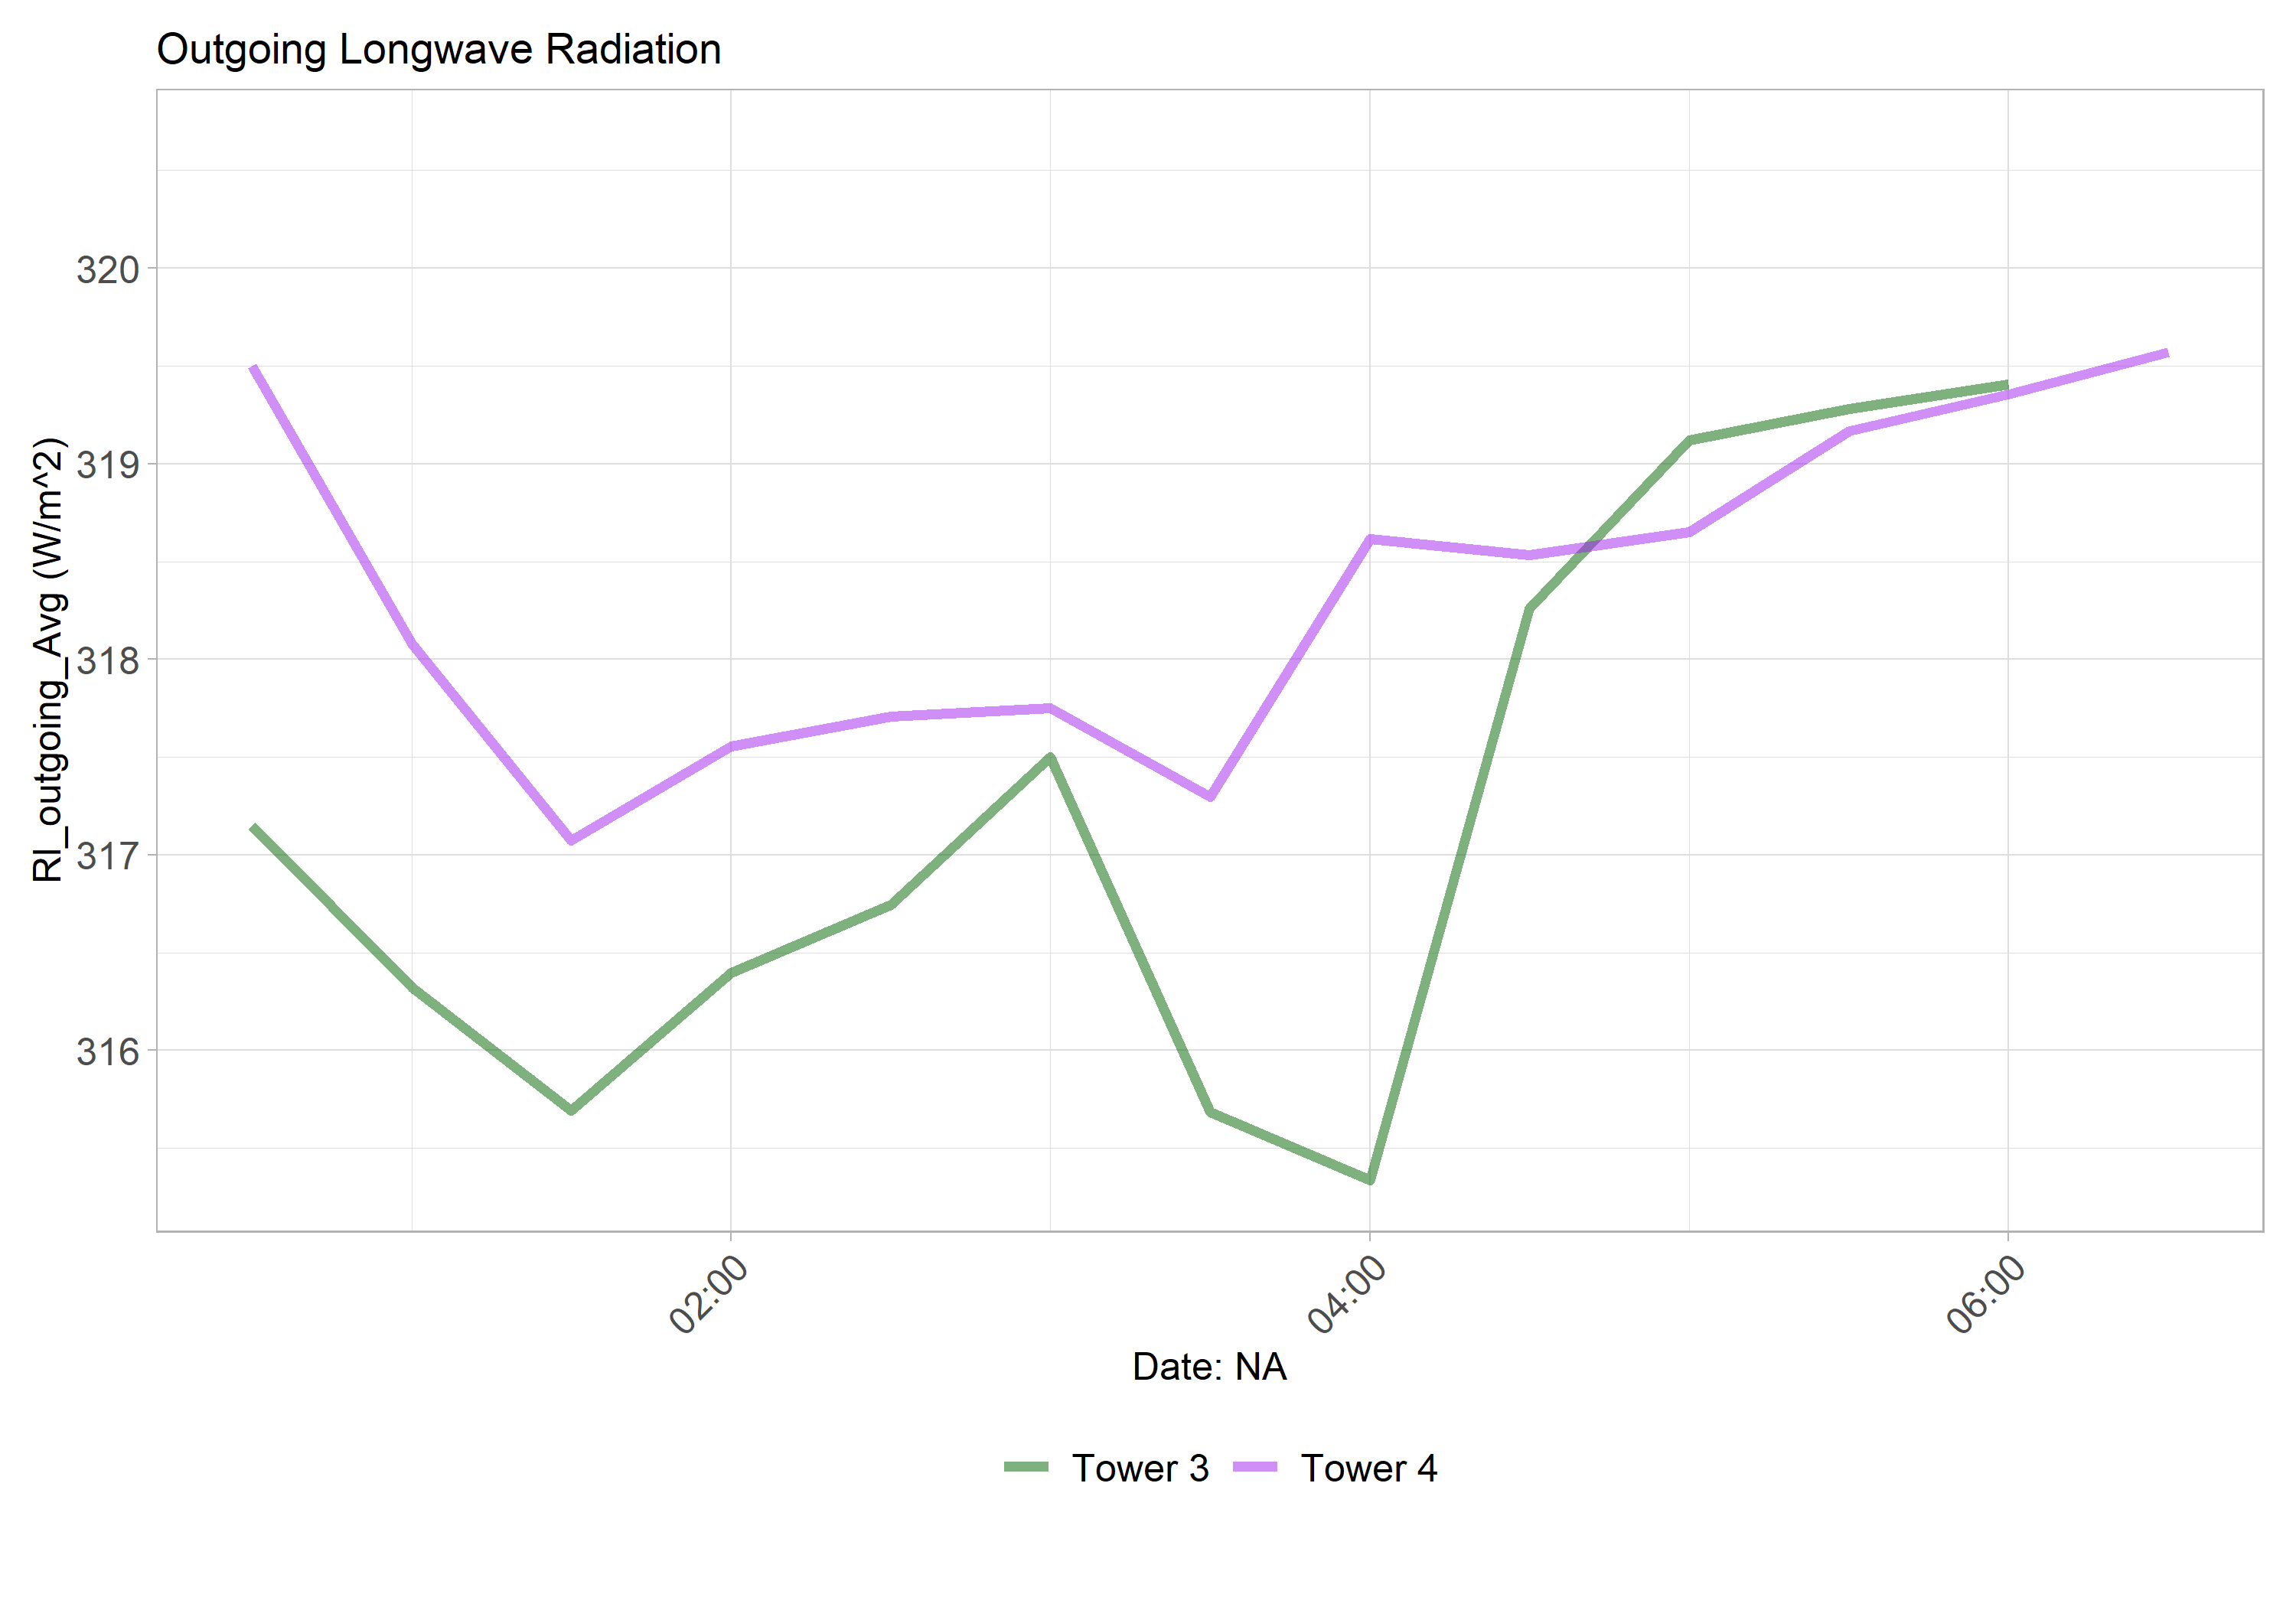 Outgoing Longwave Radiation
Rl_outgoing_Avg (W/m^2)
320
319
318
317
316
02:00
04:00
06:00
Date: NA
Tower 3
Tower 4